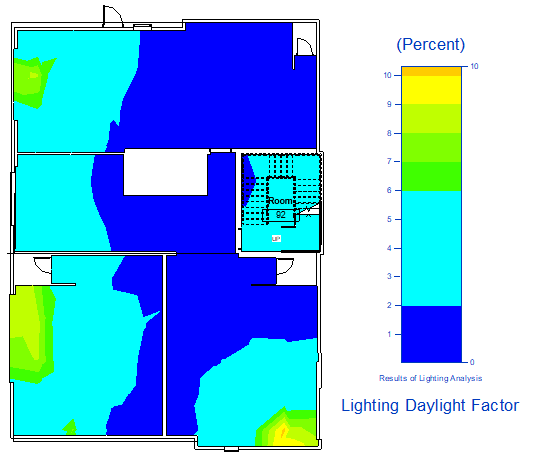 (Percent)
10
10
9
8
7
6
5
4
3
2
1
0
Room
92
UP
Results of Lighting Analysis
Lighting Daylight Factor